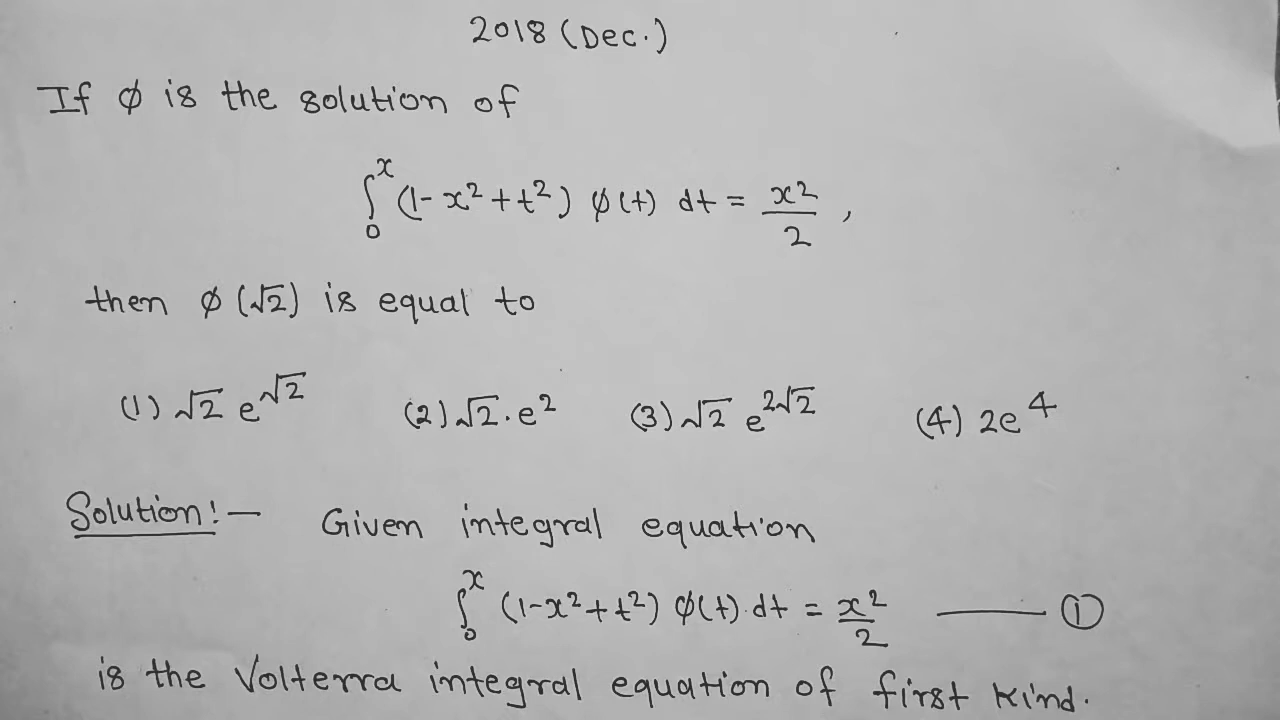 2018 (Dec.)
If ϕ is the solution of
∫₀ˣ (1 - x² + t²) ϕ(t) dt = x²/2 ,
then ϕ(√2) is equal to
(1) √2 e^√2 (2) √2 . e² (3) √2 e^2√2 (4) 2e⁴
Solution! — Given integral equation
∫₀ˣ (1-x²+t²) ϕ(t). dt = x²/2 —— ①
is the Volterra integral equation of first kind.